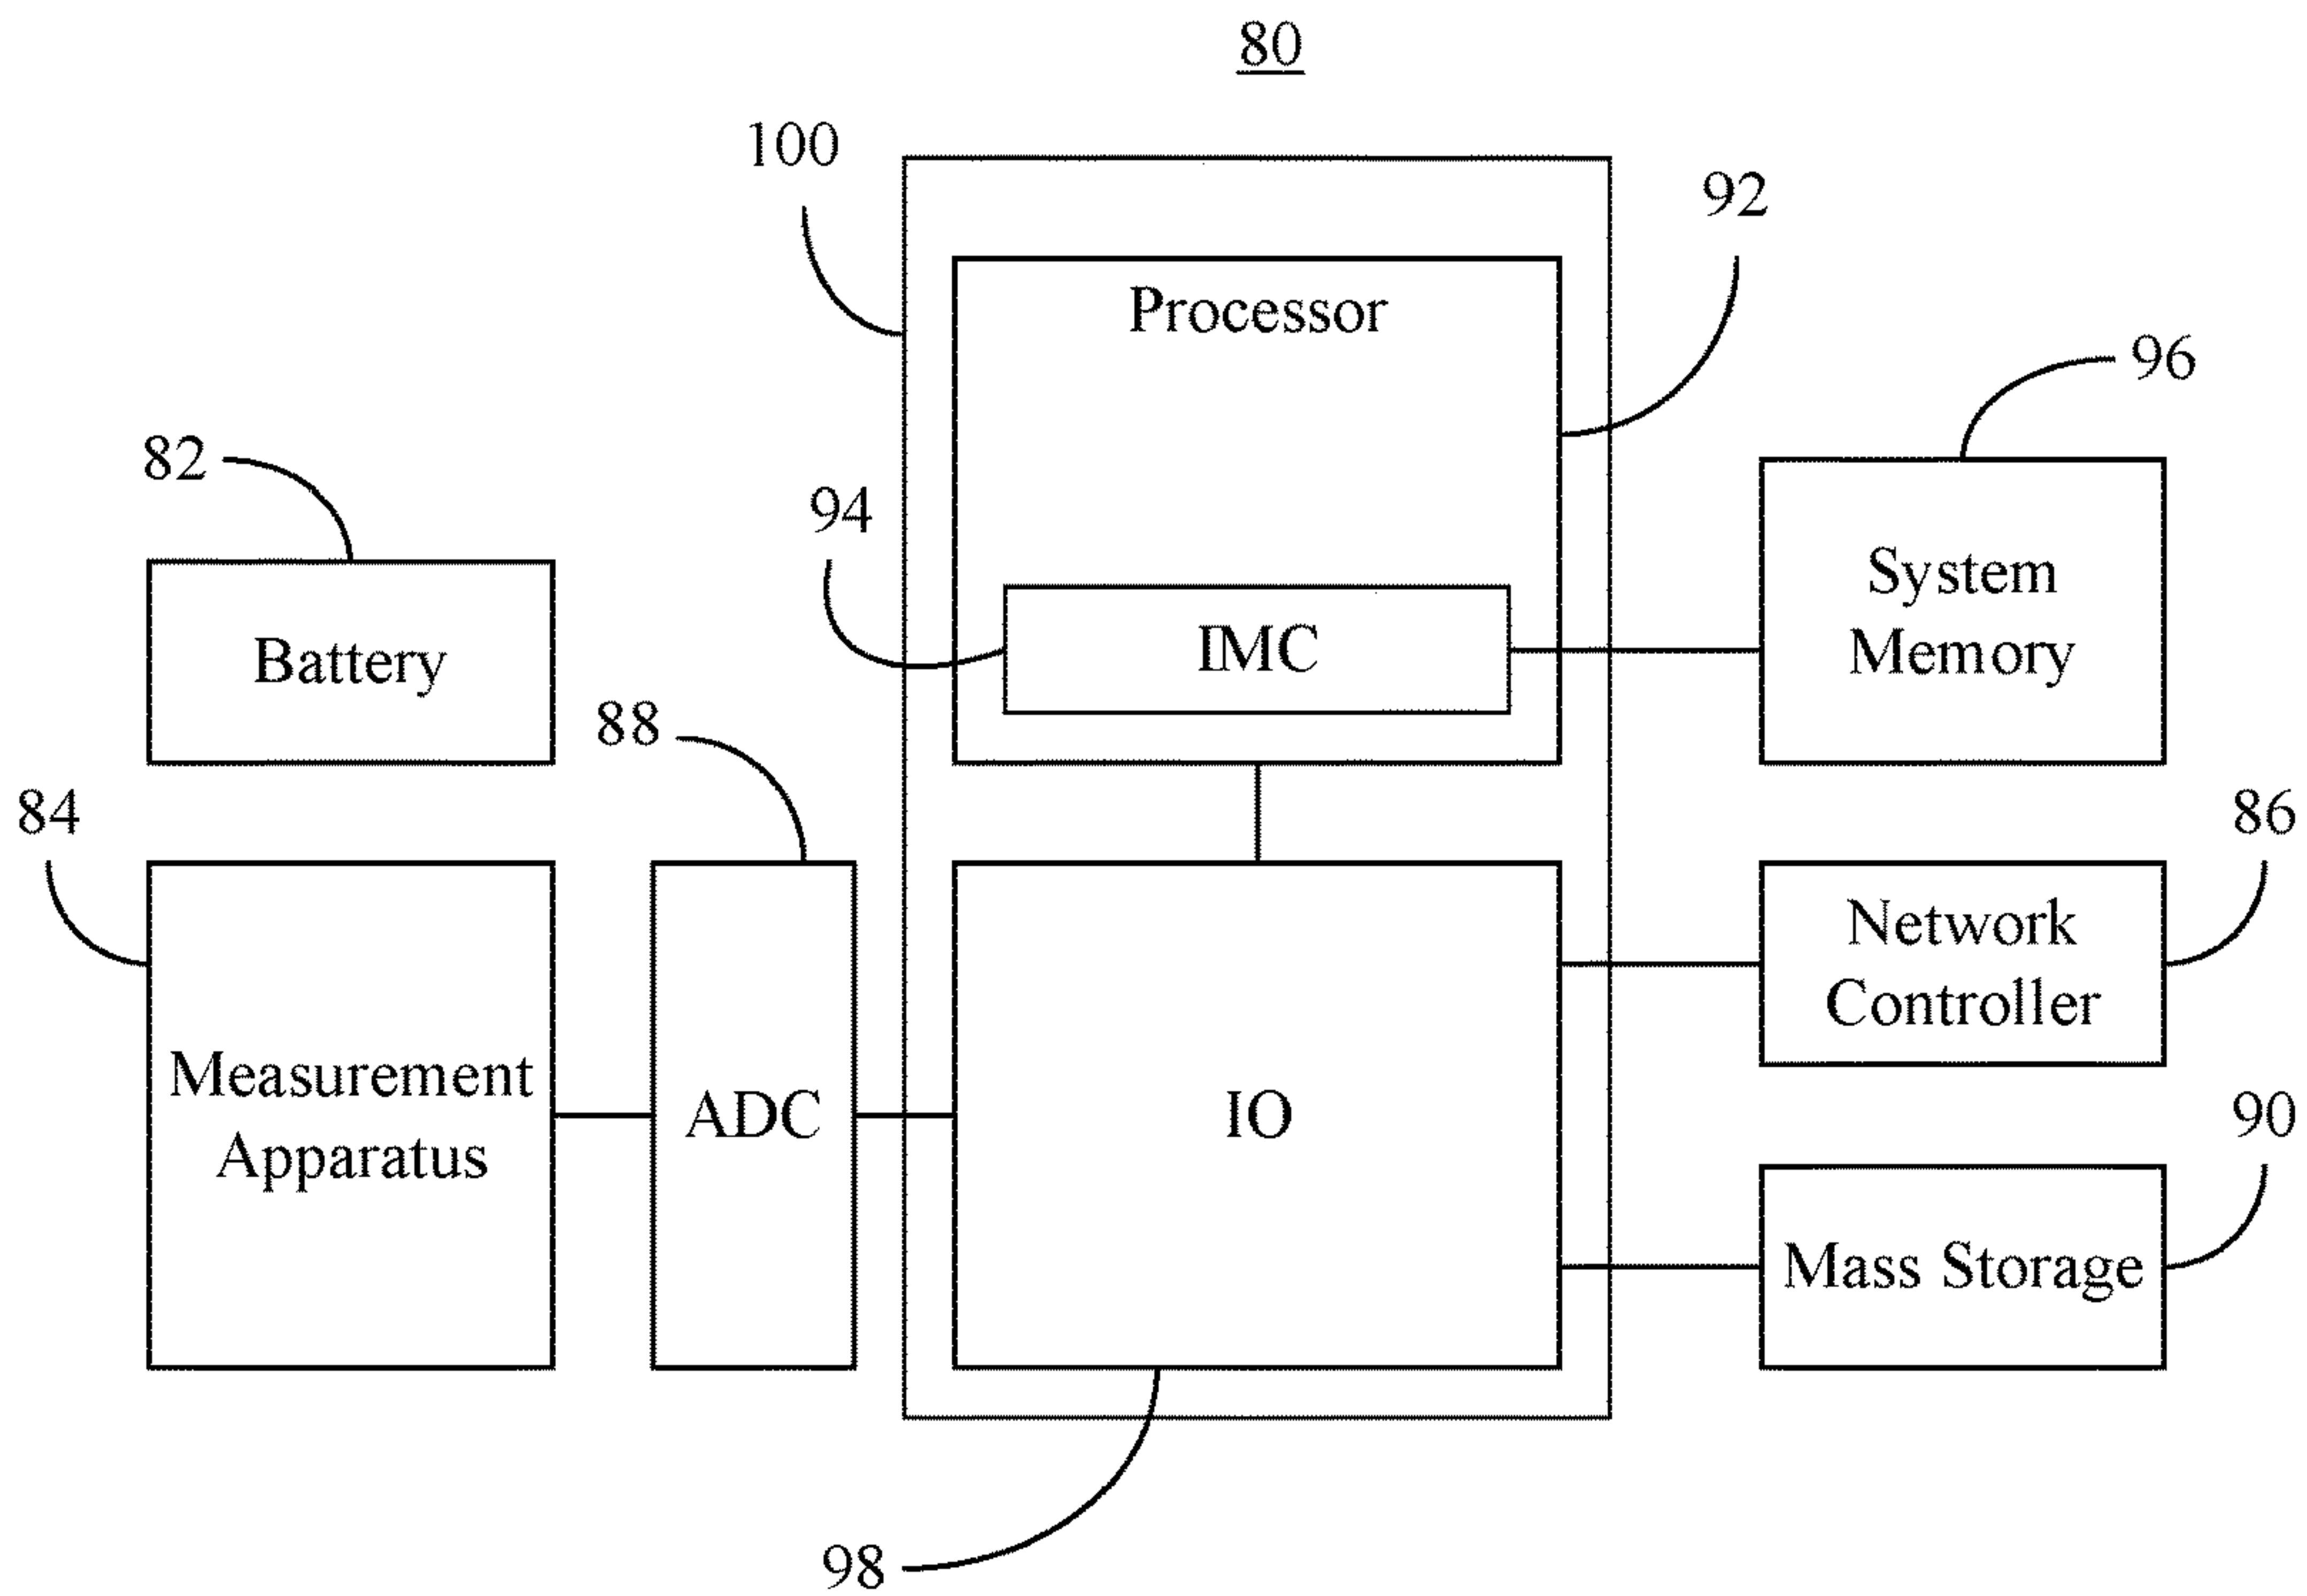 80
100
92
Processor
96
82
94
System
Memory
IMC
Battery
88
84
86
Network
Controller
Measurement
Apparatus
ADC
IO
90
Mass Storage
98